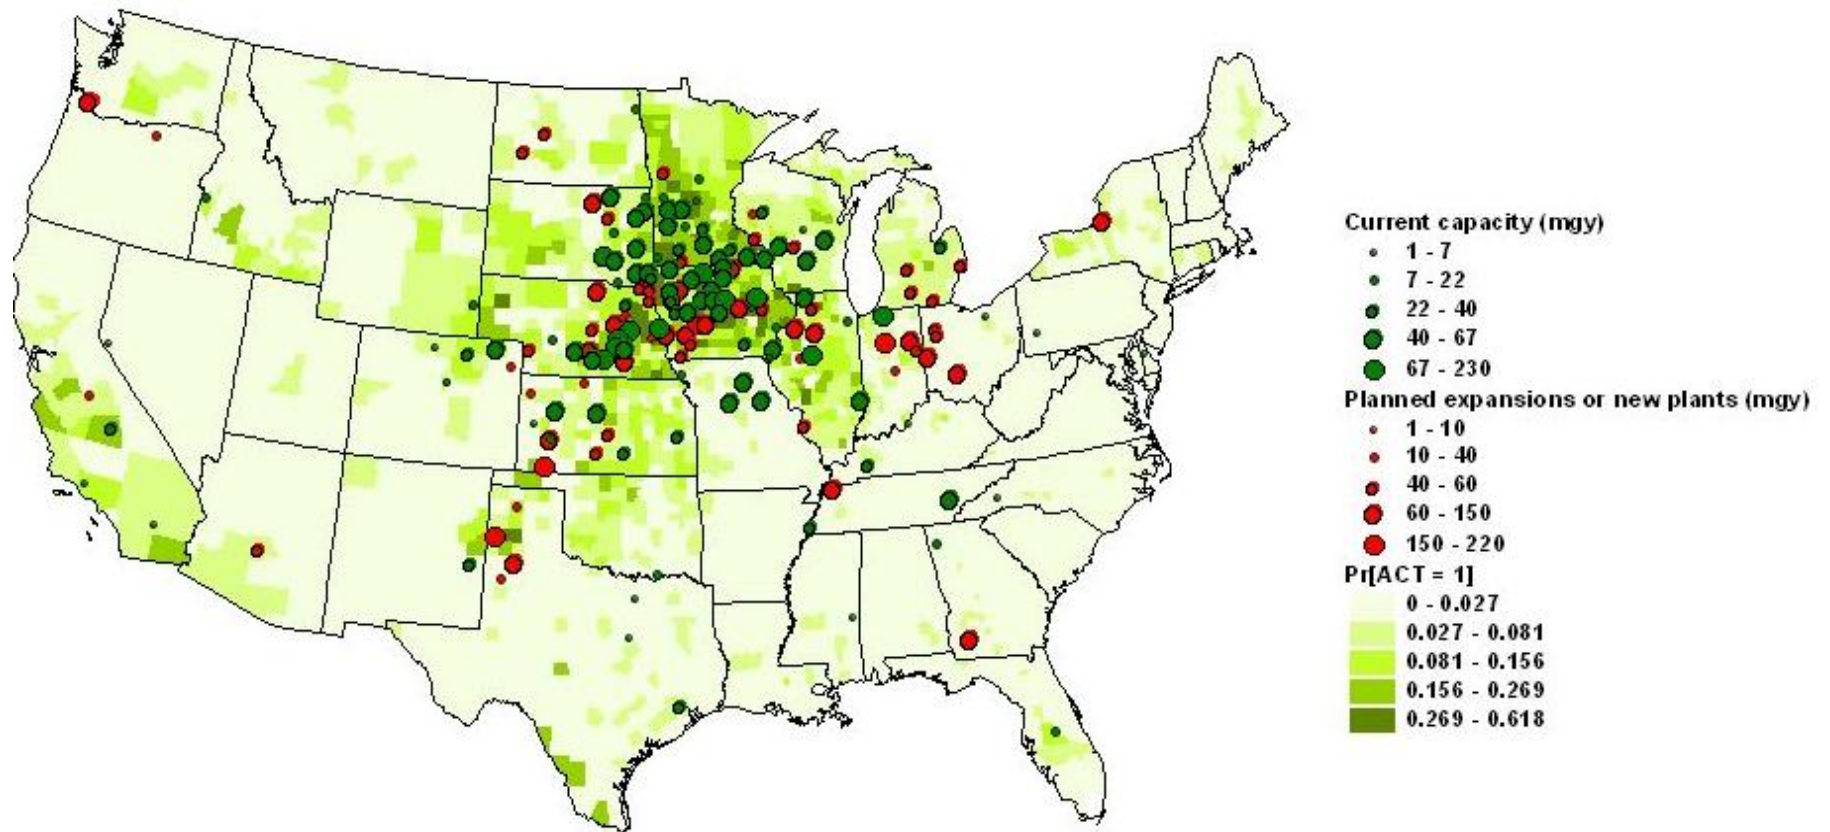 Current capacity (mgy)
1 - 7
7 - 22
22 - 40
40 - 67
67 - 230
Planned expansions or new plants (mgy)
1 - 10
10 - 40
40 - 60
60 - 150
150 - 220
Pr[ACT = 1]
0 - 0.027
0.027 - 0.081
0.081 - 0.156
0.156 - 0.269
0.269 - 0.618